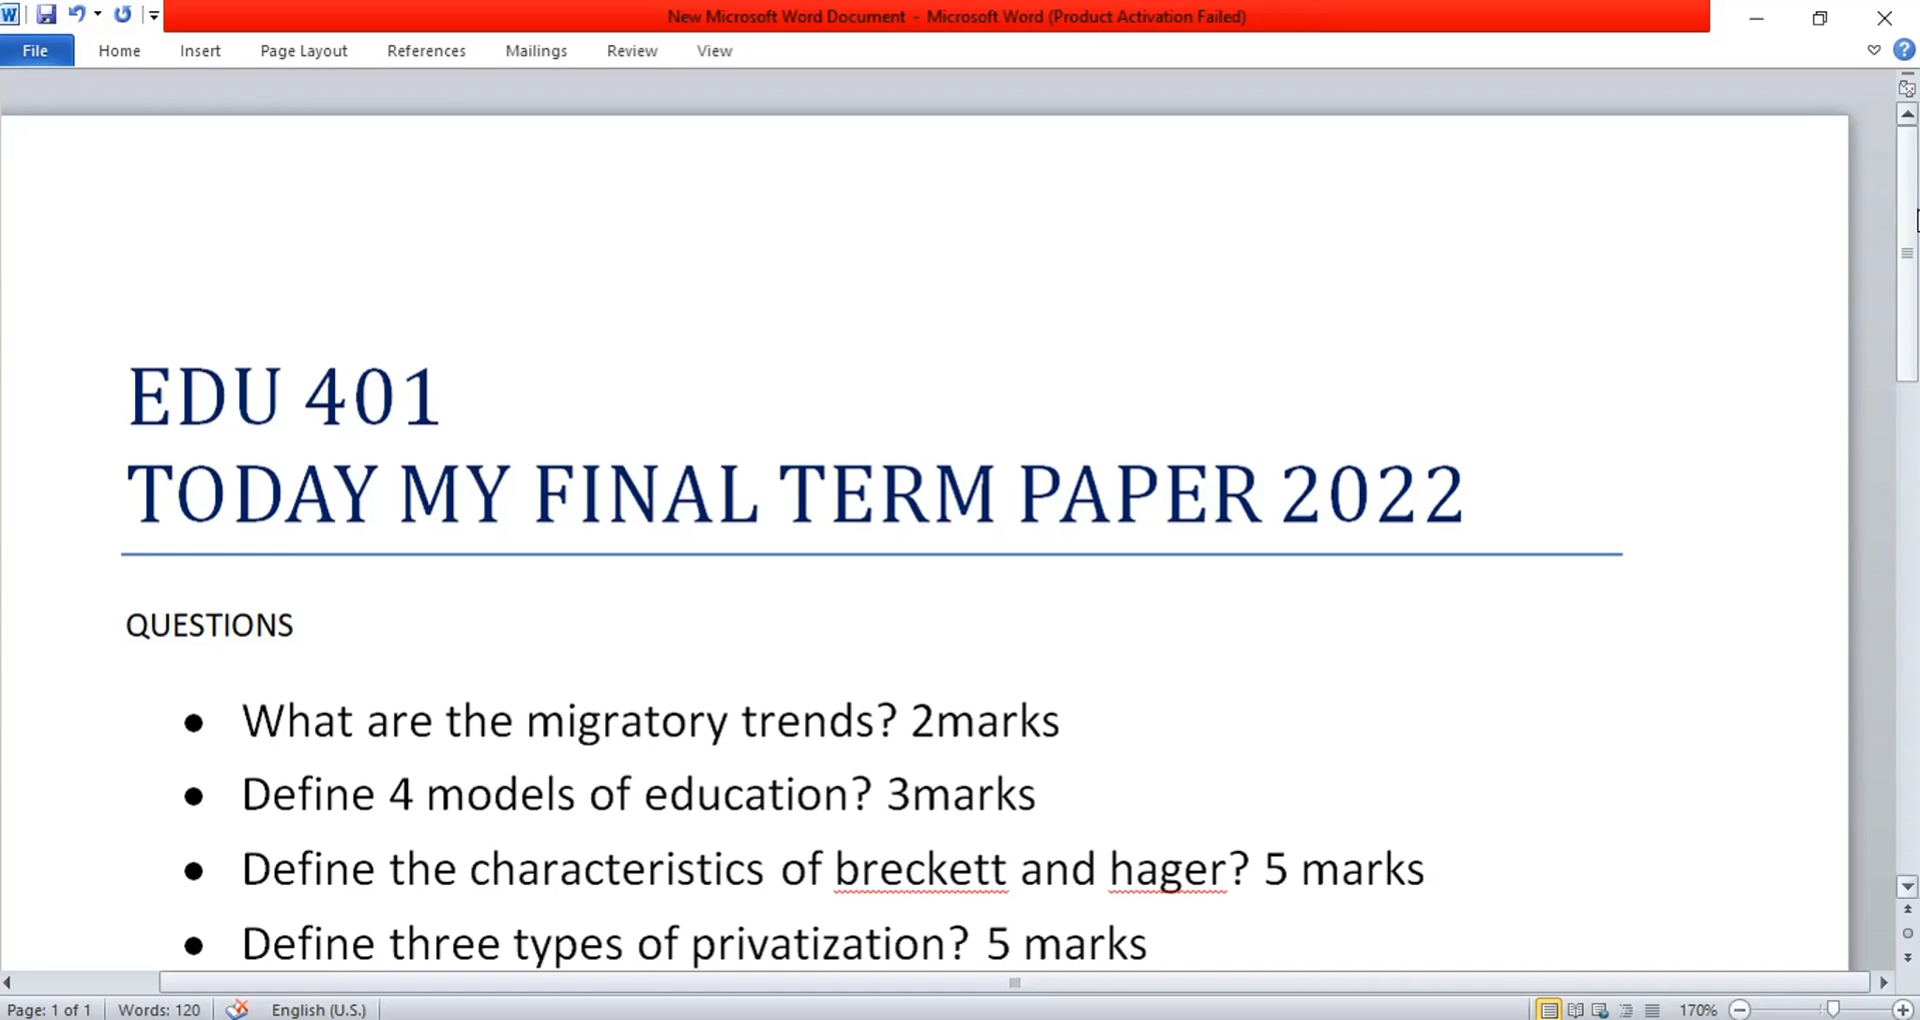 New Microsoft Word Document - Microsoft Word (Product Activation Failed)
File Home Insert Page Layout References Mailings Review View
EDU 401
TODAY MY FINAL TERM PAPER 2022
QUESTIONS
• What are the migratory trends? 2marks
• Define 4 models of education? 3marks
• Define the characteristics of breckett and hager? 5 marks
• Define three types of privatization? 5 marks
Page: 1 of 1 Words: 120 English (U.S.) 170%